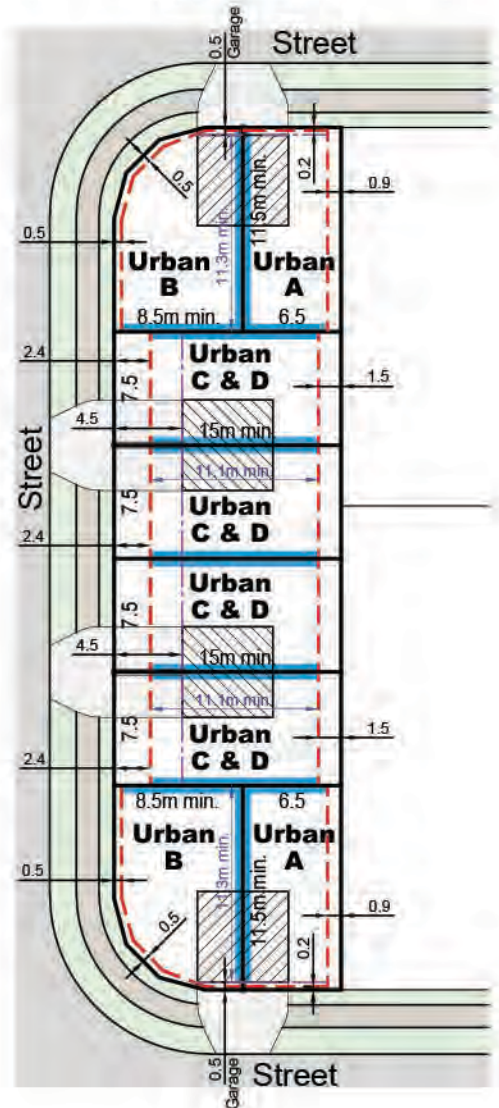 0.5
Garage
Street
0.5
0.2
0.9
0.5
11.3m min.
11.5m min.
Urban
B
Urban
A
8.5m min.
6.5
2.4
7.5
Urban
C & D
1.5
4.5
15m min.
11.1m min.
Street
7.5
Urban
C & D
2.4
7.5
Urban
C & D
4.5
15m min.
11.1m min.
7.5
Urban
C & D
1.5
2.4
8.5m min.
6.5
Urban
B
Urban
A
11.3m min.
11.5m min.
0.5
0.5
0.2
0.9
0.5
Garage
Street